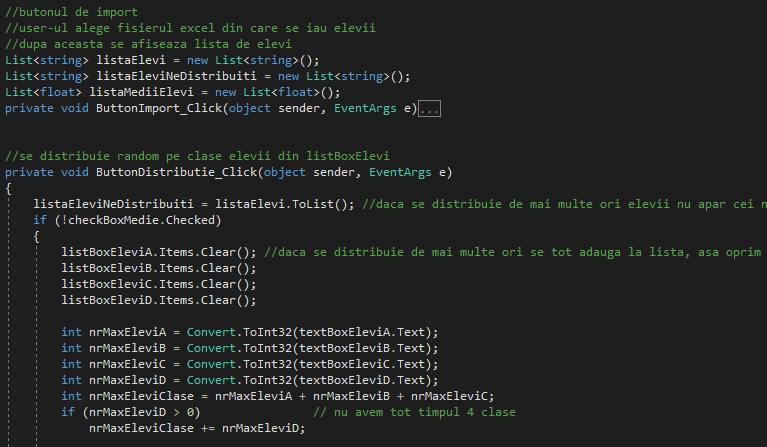 //butonul de import
//user-ul alege fisierul excel din care se iau elevii
//dupa aceasta se afiseaza lista de elevi
List<string> listaElevi = new List<string>();
List<string> listaEleviNeDistribuiti = new List<string>();
List<float> listaMediiElevi = new List<float>();
private void ButtonImport_Click(object sender, EventArgs e)...
//se distribuie random pe clase elevii din listBoxElevi
private void ButtonDistributie_Click(object sender, EventArgs e)
{
listaEleviNeDistribuiti = listaElevi.ToList(); //daca se distribuie de mai multe ori elevii nu apar cei n
if (!checkBoxMedie.Checked)
{
listBoxEleviA.Items.Clear(); //daca se distribuie de mai multe ori se tot adauga la lista, asa oprim
listBoxEleviB.Items.Clear();
listBoxEleviC.Items.Clear();
listBoxEleviD.Items.Clear();
int nrMaxEleviA = Convert.ToInt32(textBoxEleviA.Text);
int nrMaxEleviB = Convert.ToInt32(textBoxEleviB.Text);
int nrMaxEleviC = Convert.ToInt32(textBoxEleviC.Text);
int nrMaxEleviD = Convert.ToInt32(textBoxEleviD.Text);
int nrMaxEleviClase = nrMaxEleviA + nrMaxEleviB + nrMaxEleviC;
if (nrMaxEleviD > 0) // nu avem tot timpul 4 clase
nrMaxEleviClase += nrMaxEleviD;